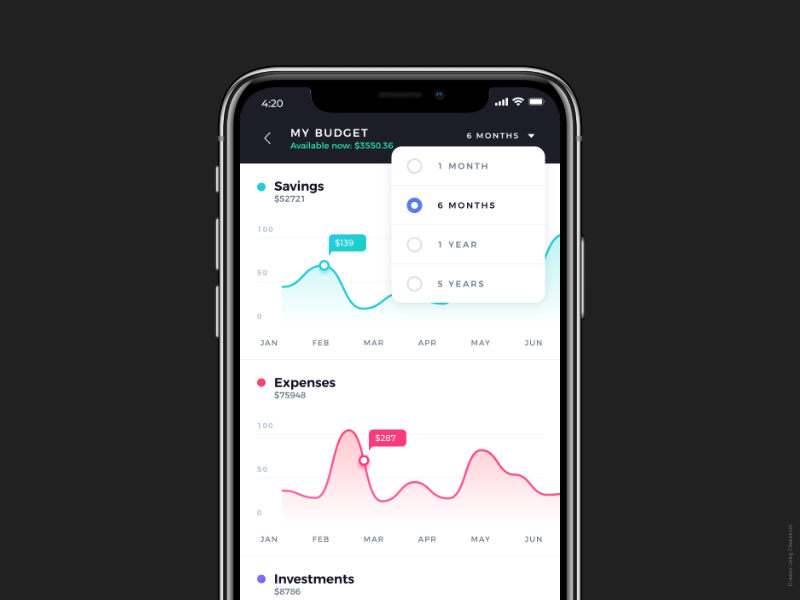 4:20
MY BUDGET
Available now: $3550.36
6 MONTHS
1 MONTH
6 MONTHS
1 YEAR
5 YEARS
Savings
$52721
100
$139
50
0
JAN FEB MAR APR MAY JUN
Expenses
$75948
100
$287
50
0
JAN FEB MAR APR MAY JUN
Investments
$8786